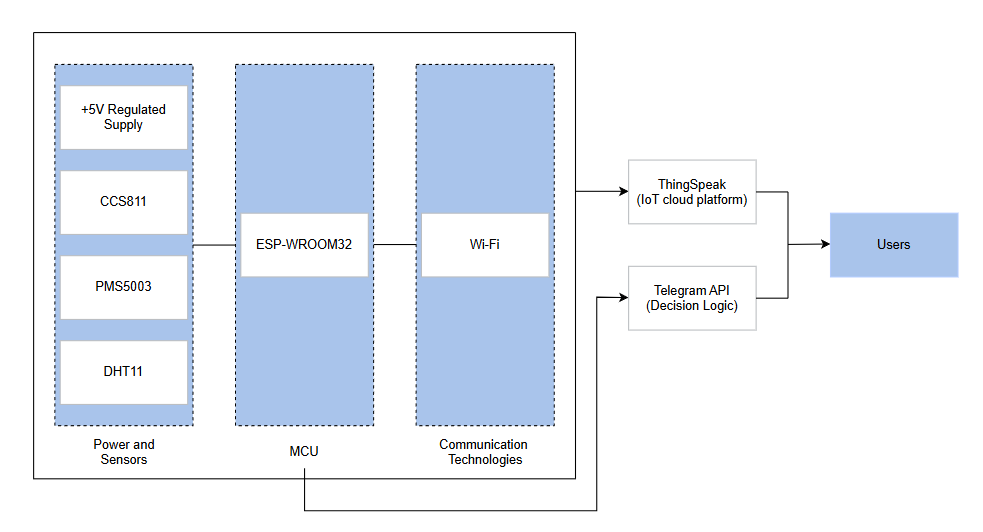 +5V Regulated
Supply
CCS811
PMS5003
DHT11
Power and
Sensors
ESP-WROOM32
MCU
Wi-Fi
Communication
Technologies
ThingSpeak
(IoT cloud platform)
Telegram API
(Decision Logic)
Users